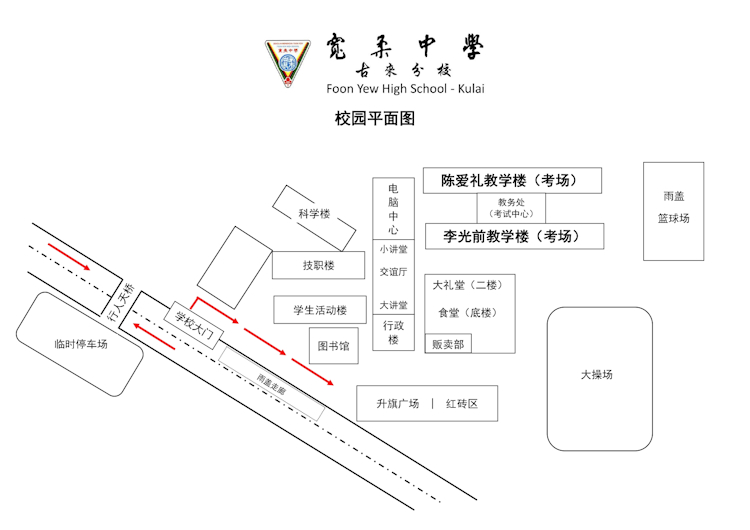 寬柔中學
古來分校
Foon Yew High School - Kulai
校园平面图
陈爱礼教学楼（考场）
教务处
（考试中心）
李光前教学楼（考场）
雨盖
篮球场
电
脑
中
心
小讲堂
交谊厅
大讲堂
行政
楼
科学楼
技职楼
学生活动楼
图书馆
大礼堂（二楼）
食堂（底楼）
贩卖部
行人天桥
学校大门
临时停车场
雨盖走廊
升旗广场 | 红砖区
大操场